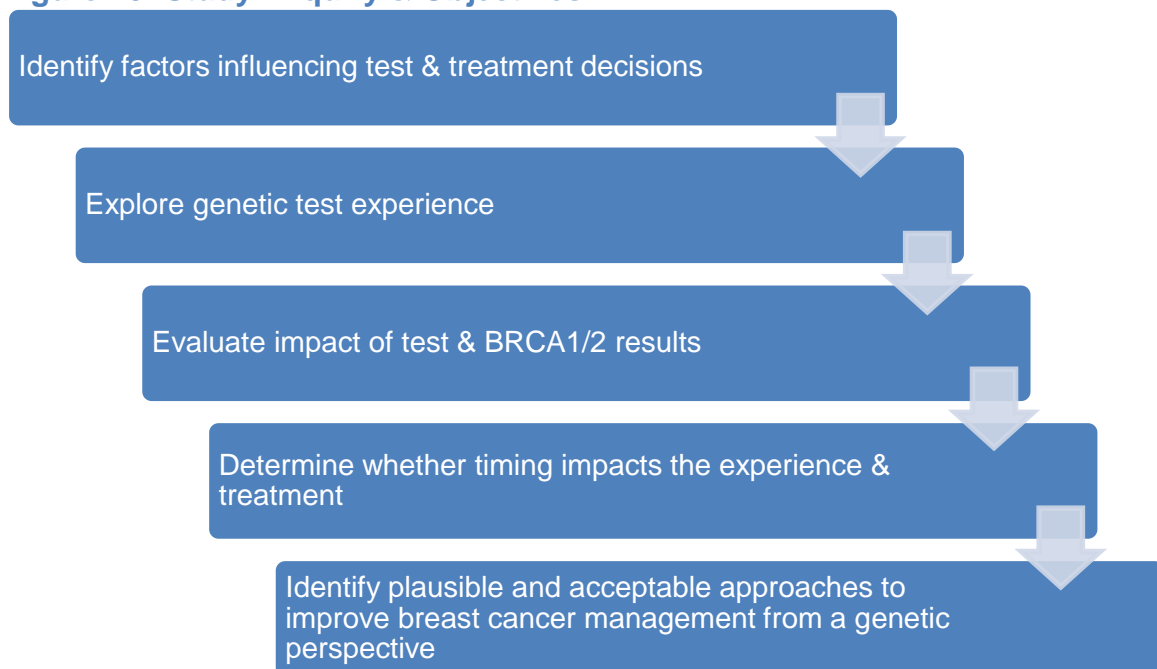 Identify factors influencing test & treatment decisions
Explore genetic test experience
Evaluate impact of test & BRCA1/2 results
Determine whether timing impacts the experience &
treatment
Identify plausible and acceptable approaches to
improve breast cancer management from a genetic
perspective